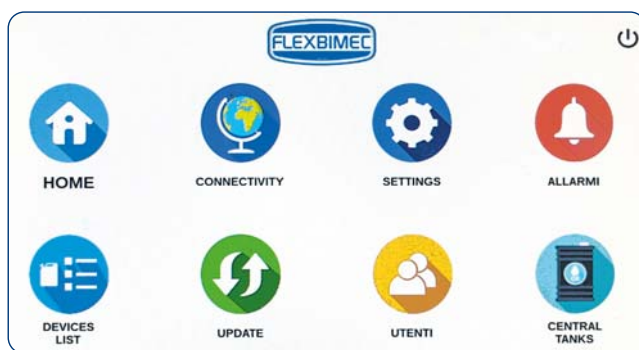 FLEXBIMEC
HOME
CONNECTIVITY
SETTINGS
ALLARMI
DEVICES
LIST
UPDATE
UTENTI
CENTRAL
TANKS